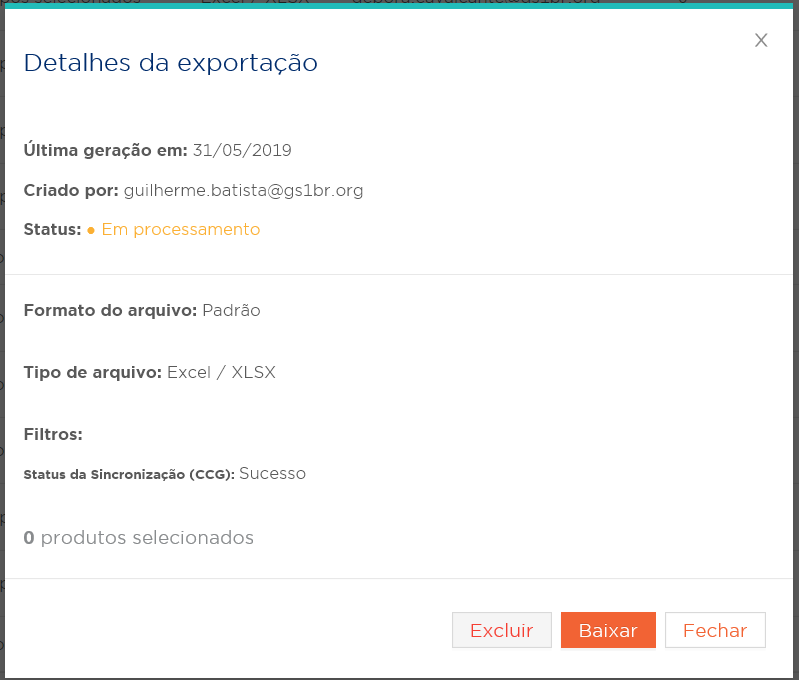 Detalhes da exportação
X
Última geração em: 31/05/2019
Criado por: guilherme.batista@gs1br.org
Status: • Em processamento
Formato do arquivo: Padrão
Tipo de arquivo: Excel / XLSX
Filtros:
Status da Sincronização (CCG): Sucesso
0 produtos selecionados
Excluir Baixar Fechar